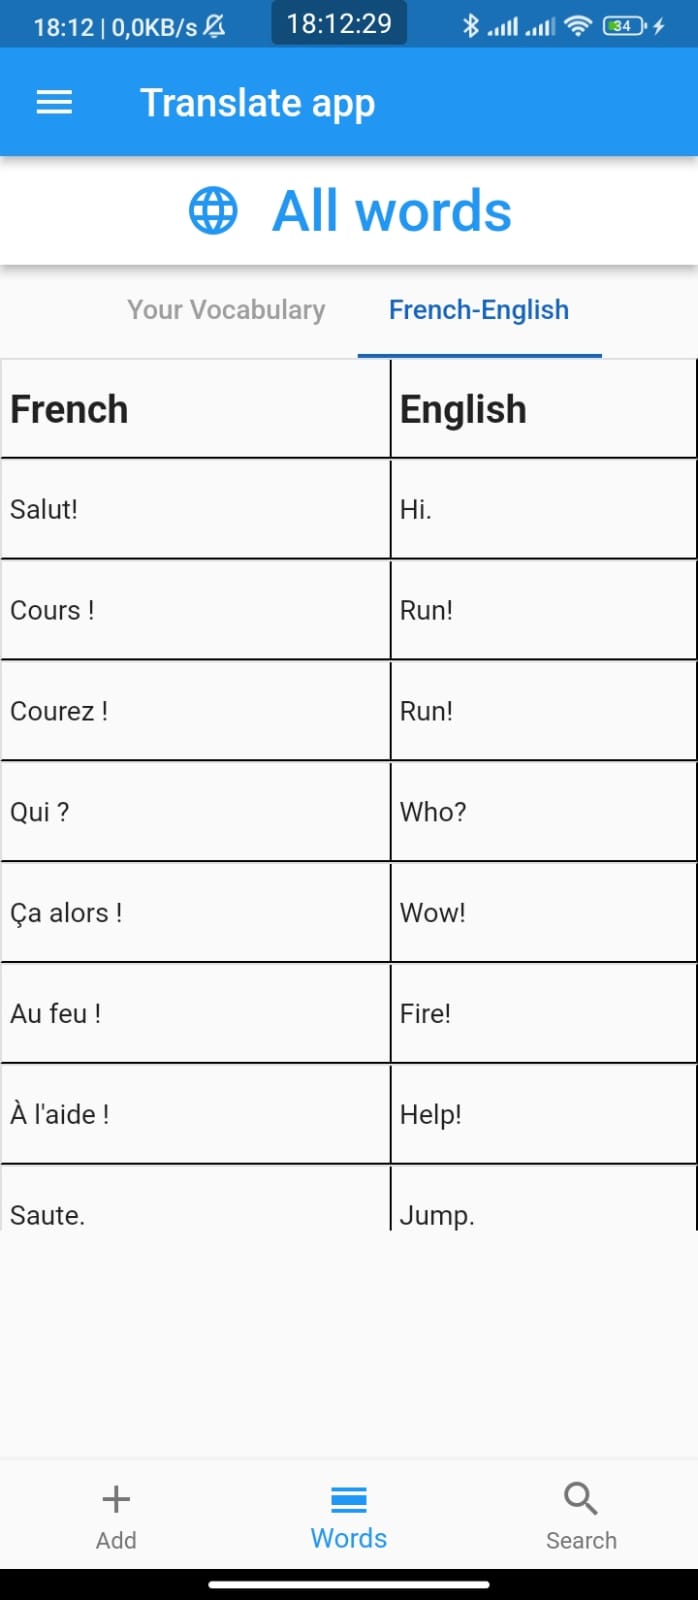 18:12 | 0,0KB/s 18:12:29 34
Translate app
All words
Your Vocabulary French-English
French English
Salut! Hi.
Cours ! Run!
Courez ! Run!
Qui ? Who?
Ça alors ! Wow!
Au feu ! Fire!
À l'aide ! Help!
Saute. Jump.
Add Words Search